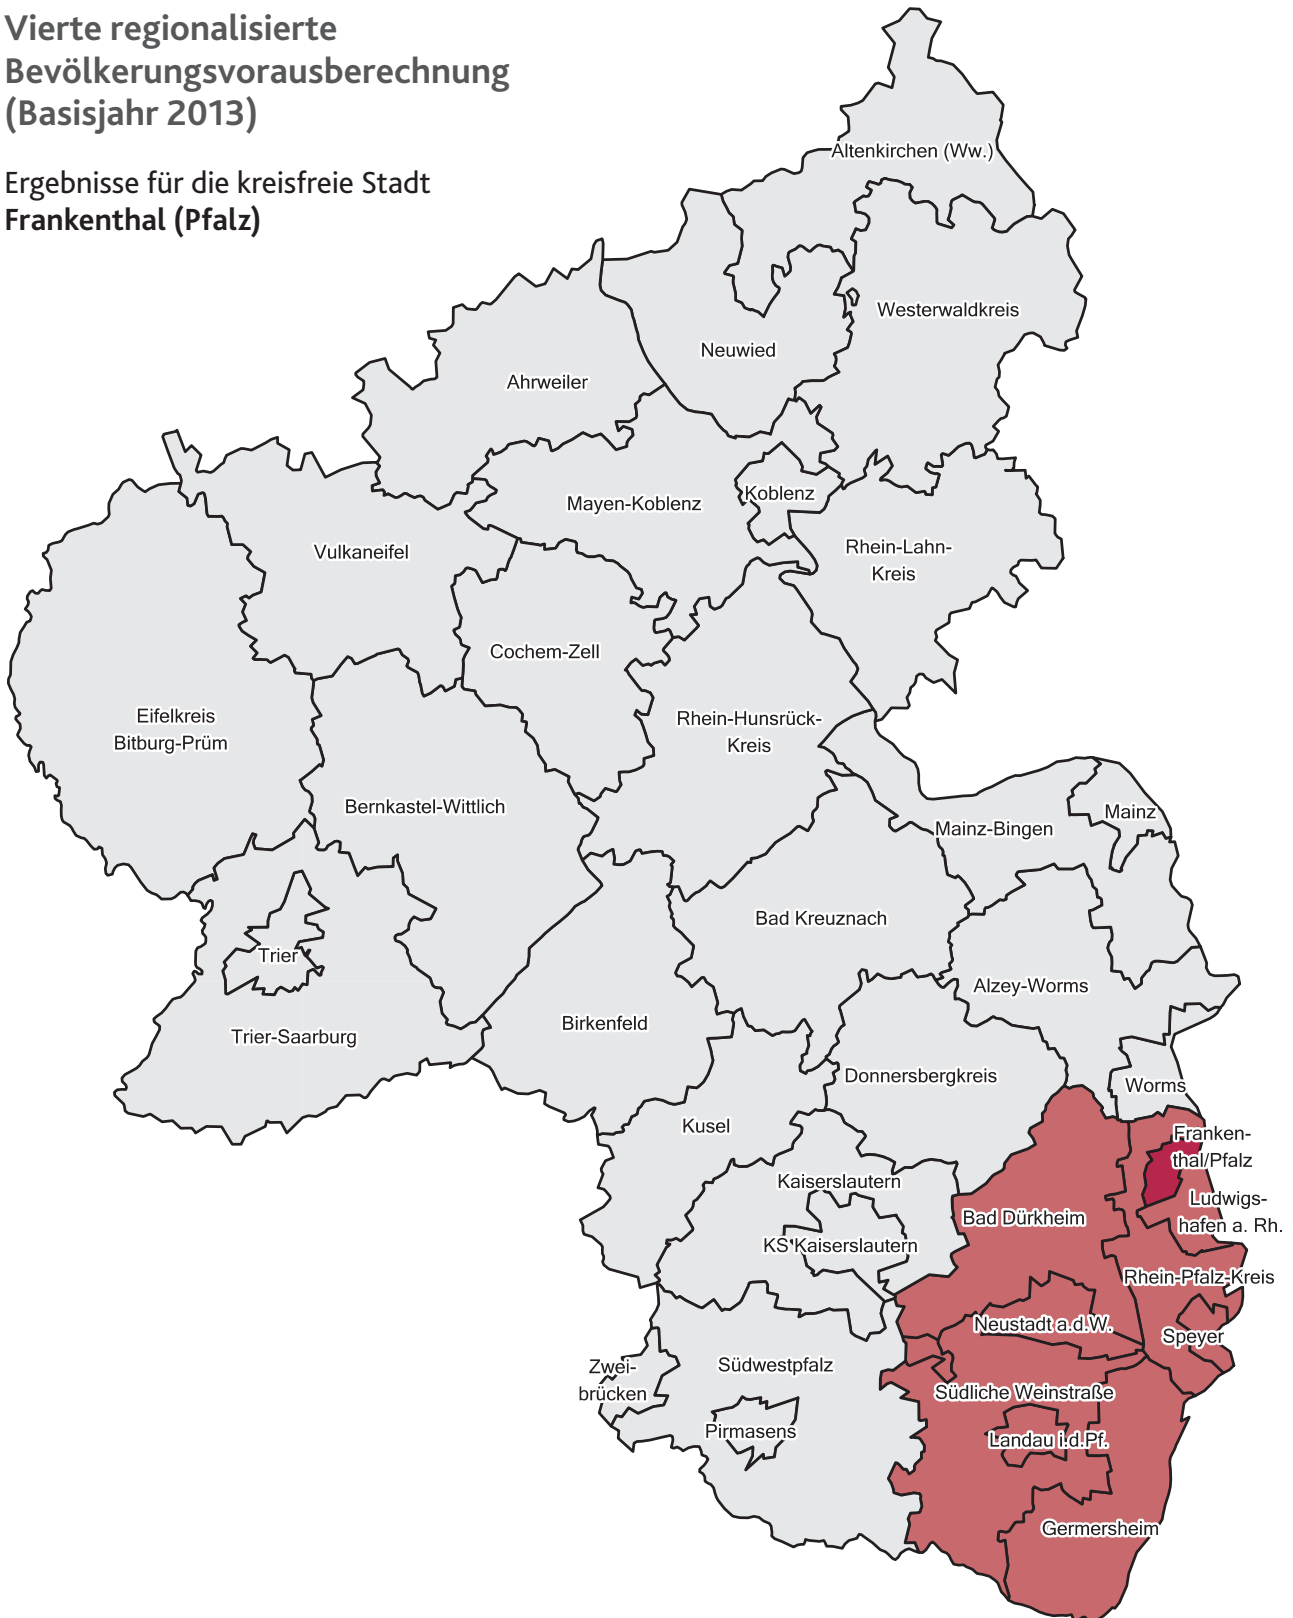 Vierte regionalisierte
Bevölkerungsvorausberechnung
(Basisjahr 2013)
Ergebnisse für die kreisfreie Stadt
Frankenthal (Pfalz)
Altenkirchen (Ww.)
Westerwaldkreis
Neuwied
Ahrweiler
Koblenz
Mayen-Koblenz
Rhein-Lahn-
Kreis
Vulkaneifel
Cochem-Zell
Eifelkreis
Bitburg-Prüm
Rhein-Hunsrück-
Kreis
Bernkastel-Wittlich
Mainz
Mainz-Bingen
Bad Kreuznach
Trier
Alzey-Worms
Birkenfeld
Trier-Saarburg
Donnersbergkreis
Worms
Kusel
Franken-
thal/Pfalz
Kaiserslautern
Ludwigs-
hafen a. Rh.
Bad Dürkheim
KS Kaiserslautern
Rhein-Pfalz-Kreis
Neustadt a.d.W.
Speyer
Zwei-
brücken
Südwestpfalz
Südliche Weinstraße
Pirmasens
Landau i.d.Pf.
Germersheim